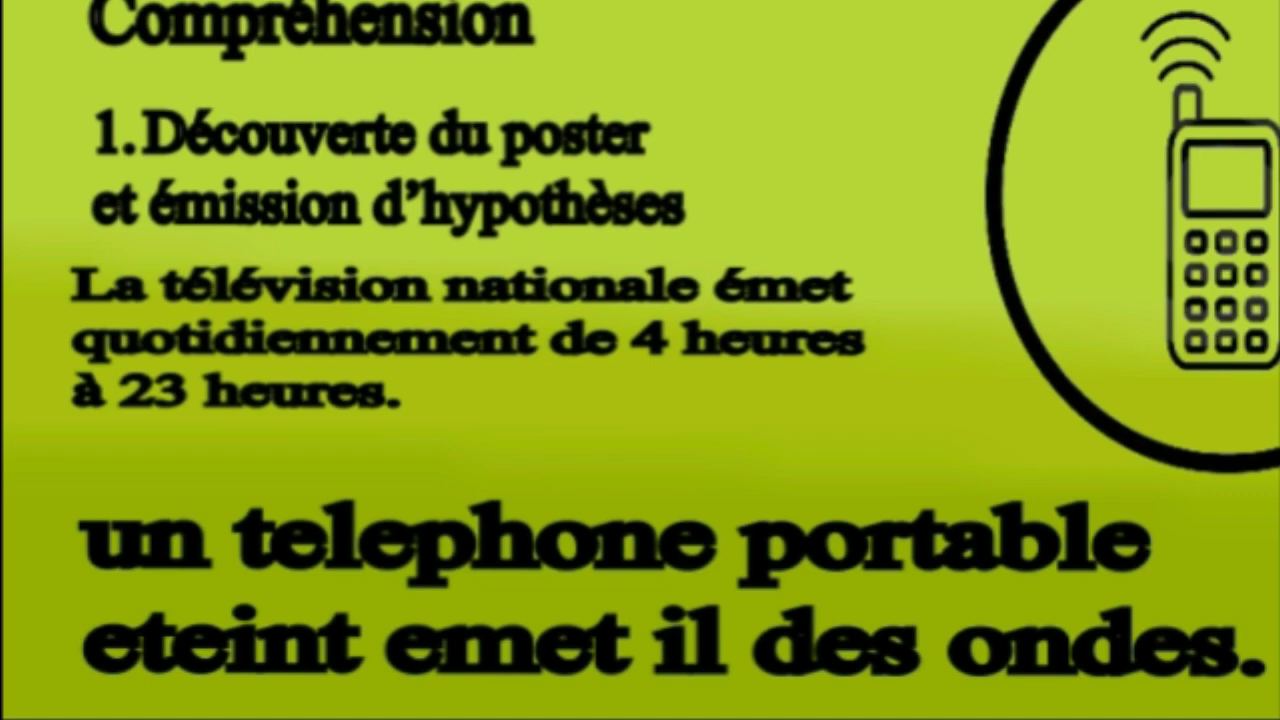 Compréhension
1. Découverte du poster
et émission d’hypothèses
La télévision nationale émet
quotidiennement de 4 heures
à 23 heures.
un telephone portable
eteint emet il des ondes.